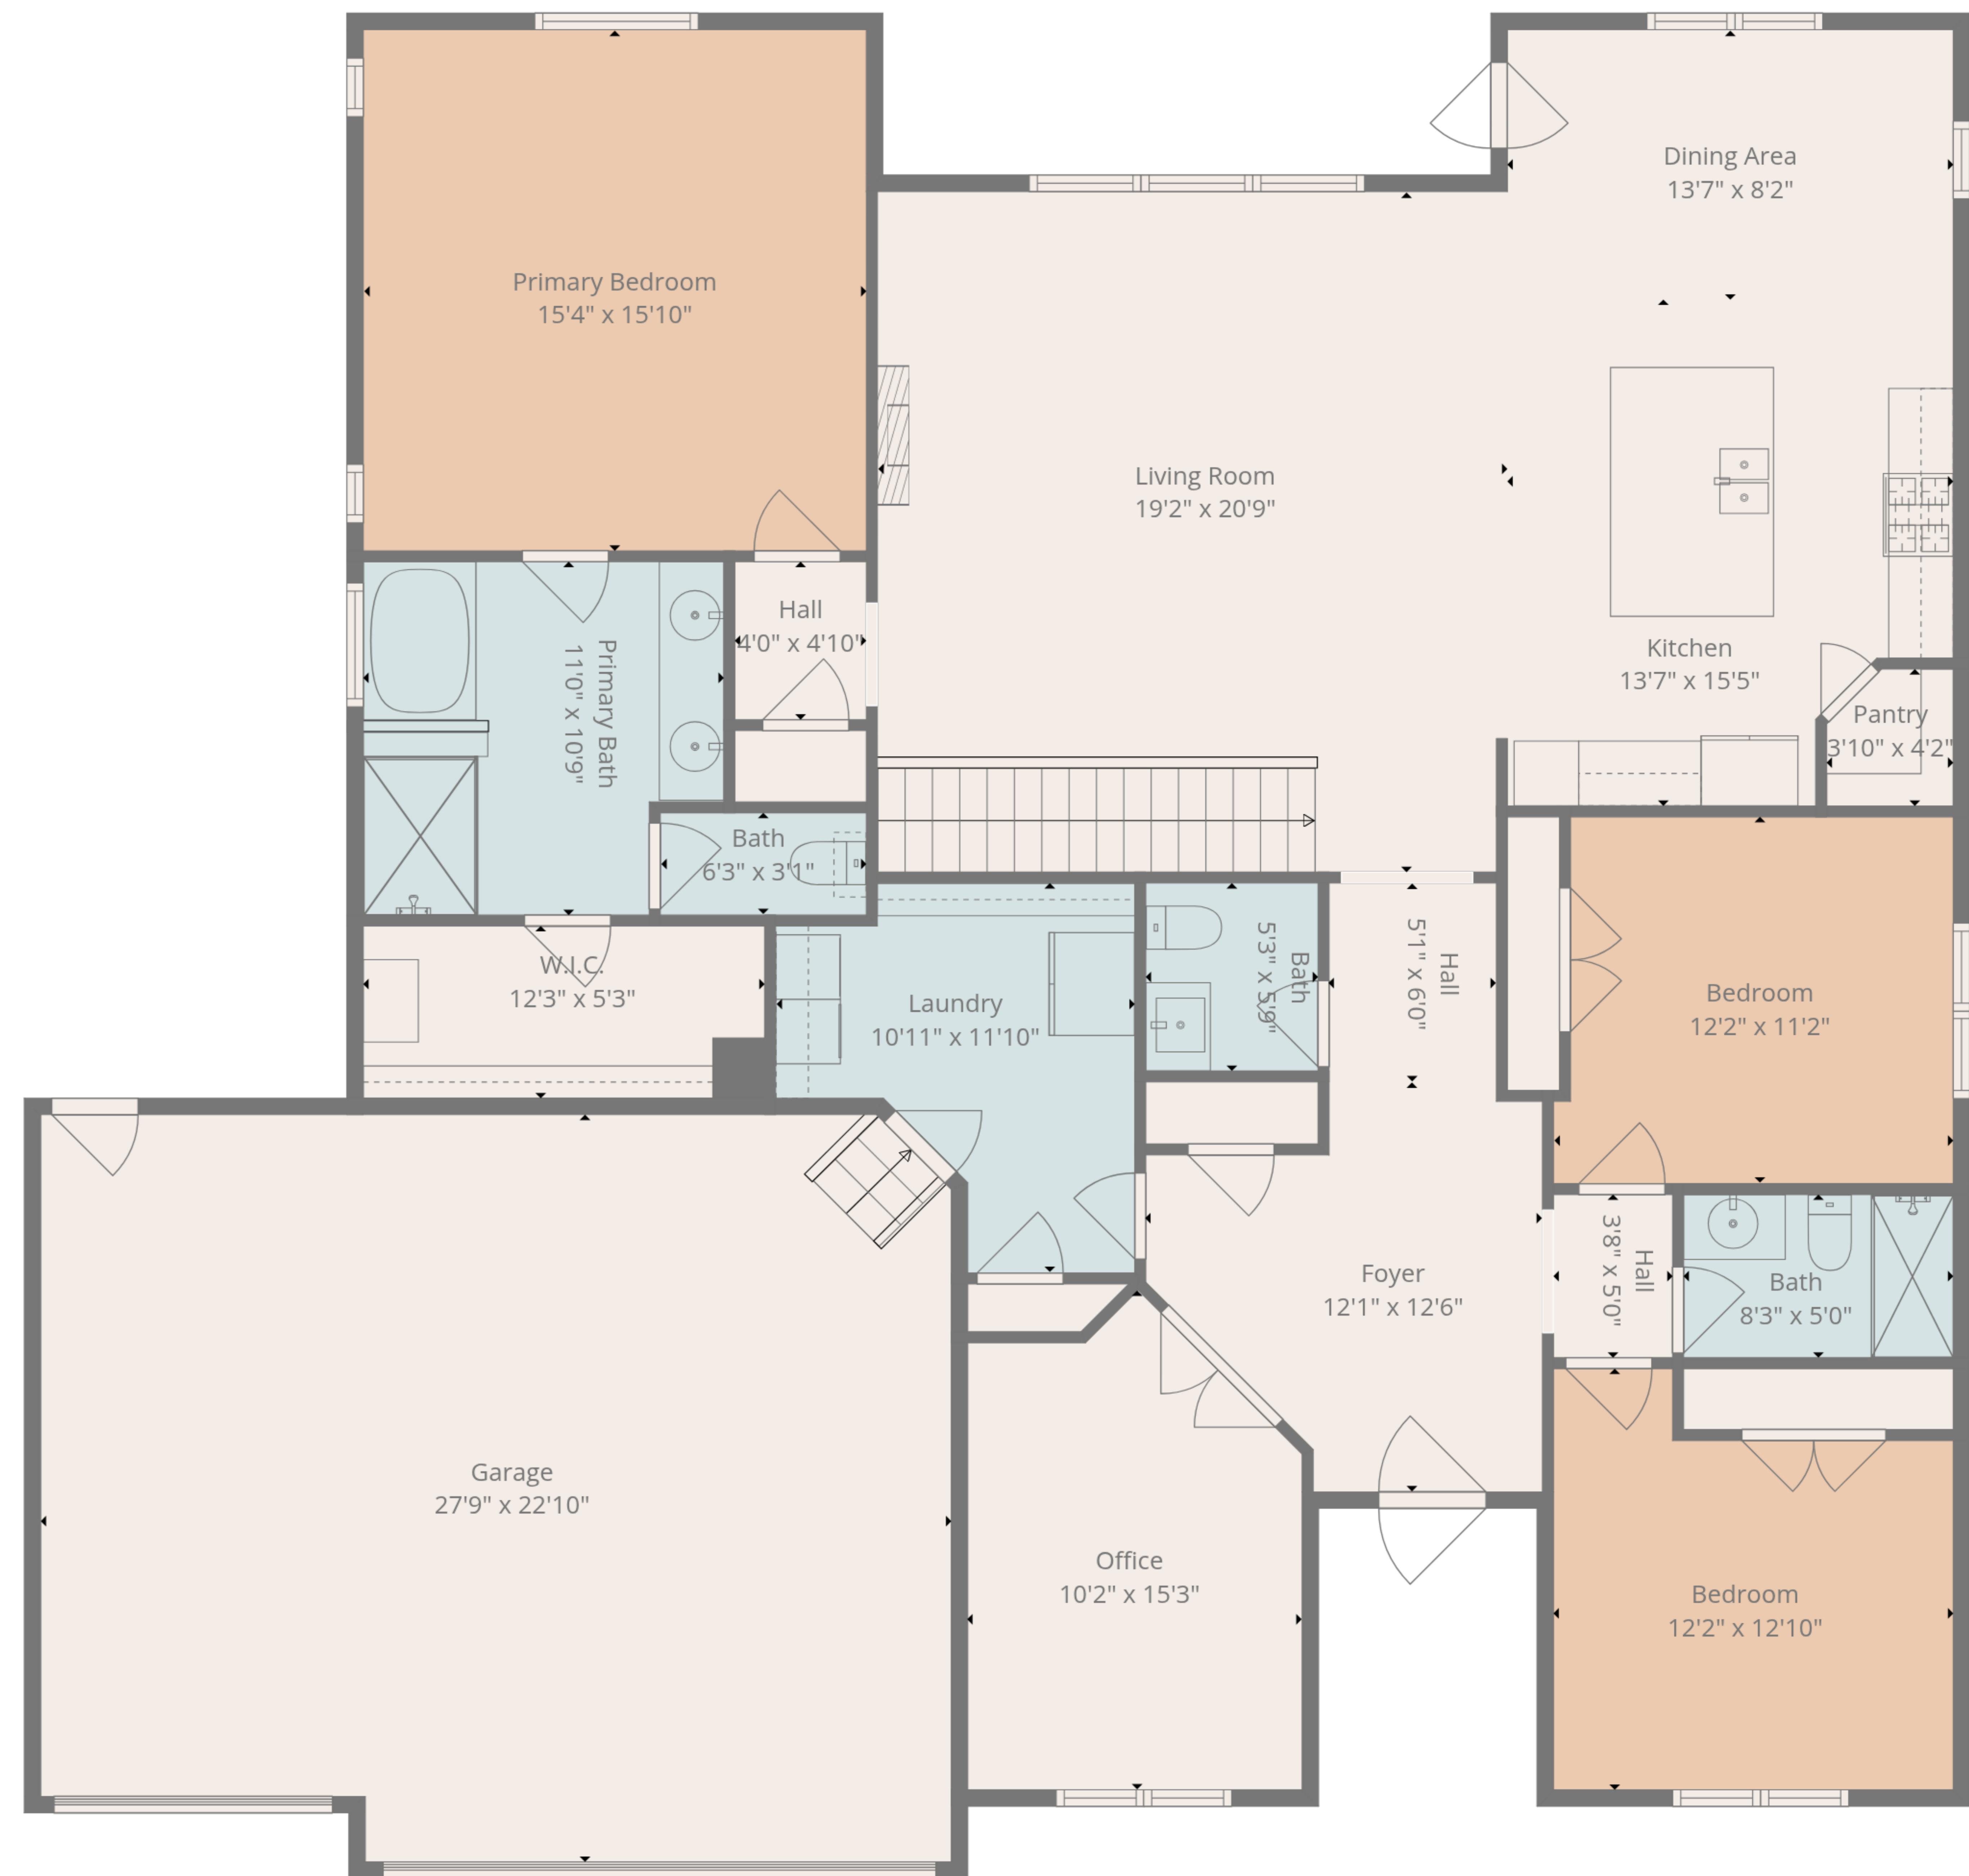 Dining Area
13'7" x 8'2"
Primary Bedroom
15'4" x 15'10"
Living Room
19'2" x 20'9"
Hall
4'0" x 4'10"
Primary Bath
11'0" x 10'9"
Kitchen
13'7" x 15'5"
Pantry
3'10" x 4'2"
Bath
6'3" x 3'1"
W.I.C.
12'3" x 5'3"
Laundry
10'11" x 11'10"
Bath
5'3" x 5'9"
Hall
5'1" x 6'0"
Bedroom
12'2" x 11'2"
Foyer
12'1" x 12'6"
Hall
3'8" x 5'0"
Bath
8'3" x 5'0"
Garage
27'9" x 22'10"
Office
10'2" x 15'3"
Bedroom
12'2" x 12'10"